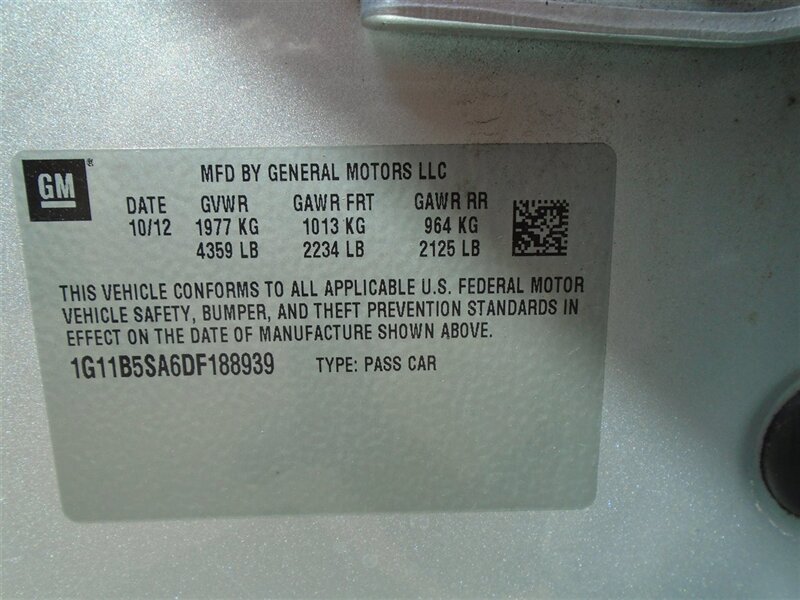 GM ® MFD BY GENERAL MOTORS LLC
DATE GVWR GAWR FRT GAWR RR
10/12 1977 KG 1013 KG 964 KG
4359 LB 2234 LB 2125 LB
THIS VEHICLE CONFORMS TO ALL APPLICABLE U.S. FEDERAL MOTOR
VEHICLE SAFETY, BUMPER, AND THEFT PREVENTION STANDARDS IN
EFFECT ON THE DATE OF MANUFACTURE SHOWN ABOVE.
1G11B5SA6DF188939 TYPE: PASS CAR